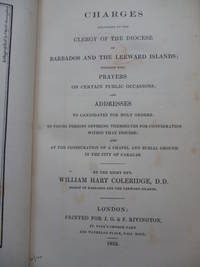 CHARGES
DELIVERED TO THE
CLERGY OF THE DIOCESE
OF
BARBADOS AND THE LEEWARD ISLANDS;
TOGETHER WITH
PRAYERS
ON CERTAIN PUBLIC OCCASIONS,
AND
ADDRESSES
TO CANDIDATES FOR HOLY ORDERS,
TO YOUNG PERSONS OFFERING THEMSELVES FOR CONFIRMATION
WITHIN THAT DIOCESE;
AND
AT THE CONSECRATION OF A CHAPEL AND BURIAL GROUND
IN THE CITY OF CARACAS.
BY THE RIGHT REV.
WILLIAM HART COLERIDGE, D.D.
BISHOP OF BARBADOS AND THE LEEWARD ISLANDS.
LONDON:
PRINTED FOR J. G. & F. RIVINGTON,
ST. PAUL'S CHURCH YARD,
AND WATERLOO PLACE, PALL MALL.
1835.